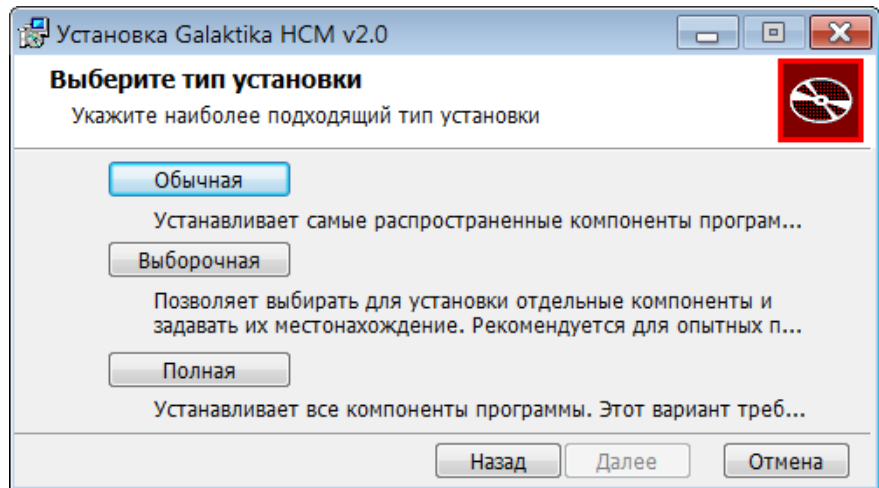 Установка Galaktika HCM v2.0
Выберите тип установки
Укажите наиболее подходящий тип установки
Обычная
Устанавливает самые распространенные компоненты програм...
Выборочная
Позволяет выбирать для установки отдельные компоненты и
задавать их местонахождение. Рекомендуется для опытных п...
Полная
Устанавливает все компоненты программы. Этот вариант треб...
Назад Далее Отмена